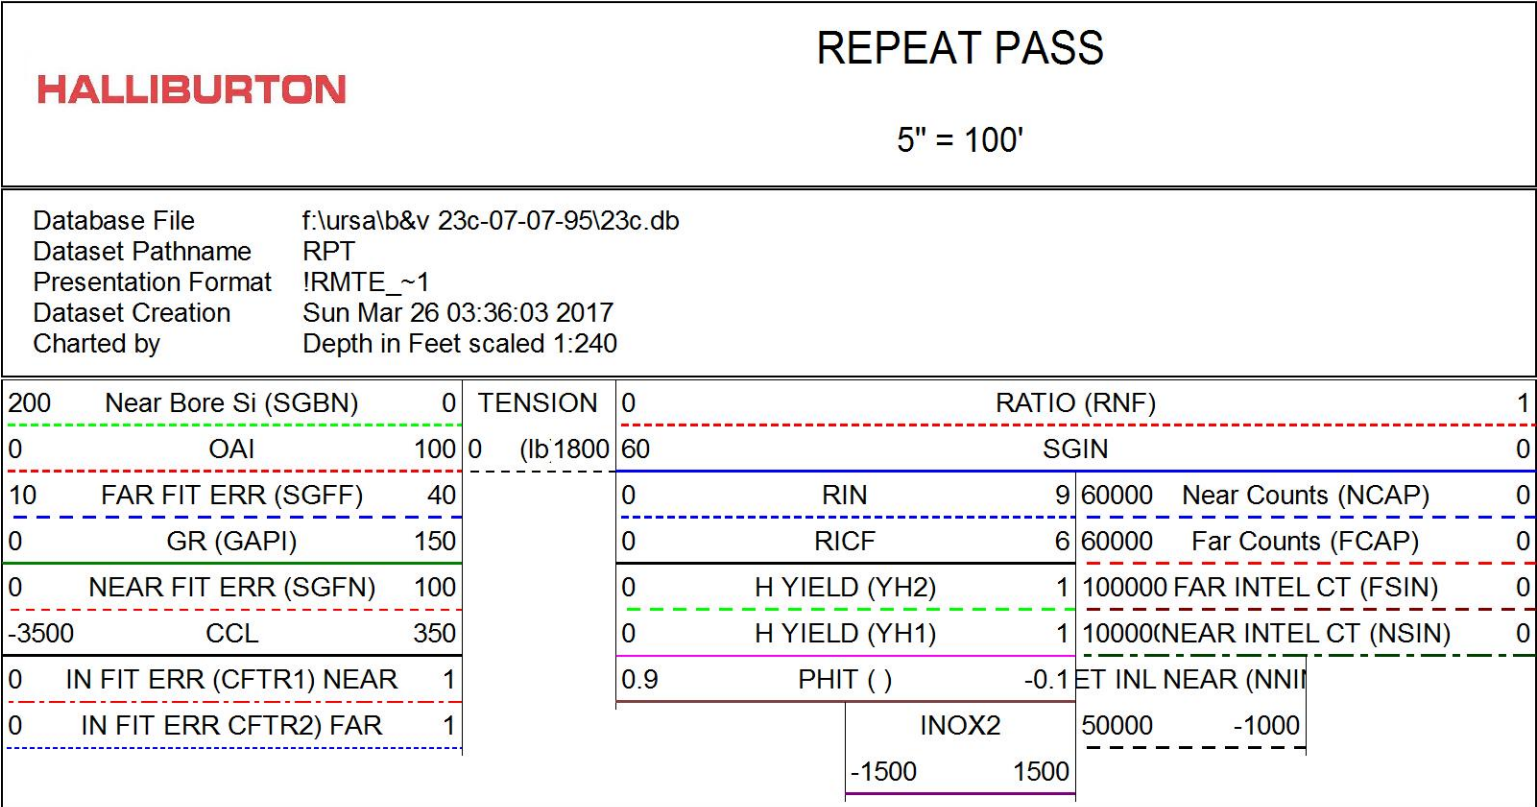 REPEAT PASS
HALLIBURTON
5" = 100'
Database File f:\ursa\b&v 23c-07-07-95\23c.db
Dataset Pathname RPT
Presentation Format !RMTE_~1
Dataset Creation Sun Mar 26 03:36:03 2017
Charted by Depth in Feet scaled 1:240
200 Near Bore Si (SGBN) 0 TENSION 0 RATIO (RNF) 1
0 OAI 100 0 (lb 1800 60 SGIN 0
10 FAR FIT ERR (SGFF) 40 0 RIN 9 60000 Near Counts (NCAP) 0
0 GR (GAPI) 150 0 RICF 6 60000 Far Counts (FCAP) 0
0 NEAR FIT ERR (SGFN) 100 0 H YIELD (YH2) 1 100000 FAR INTEL CT (FSIN) 0
-3500 CCL 350 0 H YIELD (YH1) 1 10000(NEAR INTEL CT (NSIN) 0
0 IN FIT ERR (CFTR1) NEAR 1 0.9 PHIT ( ) -0.1 ET INL NEAR (NNIN
0 IN FIT ERR CFTR2) FAR 1 INOX2 50000 -1000
-1500 1500